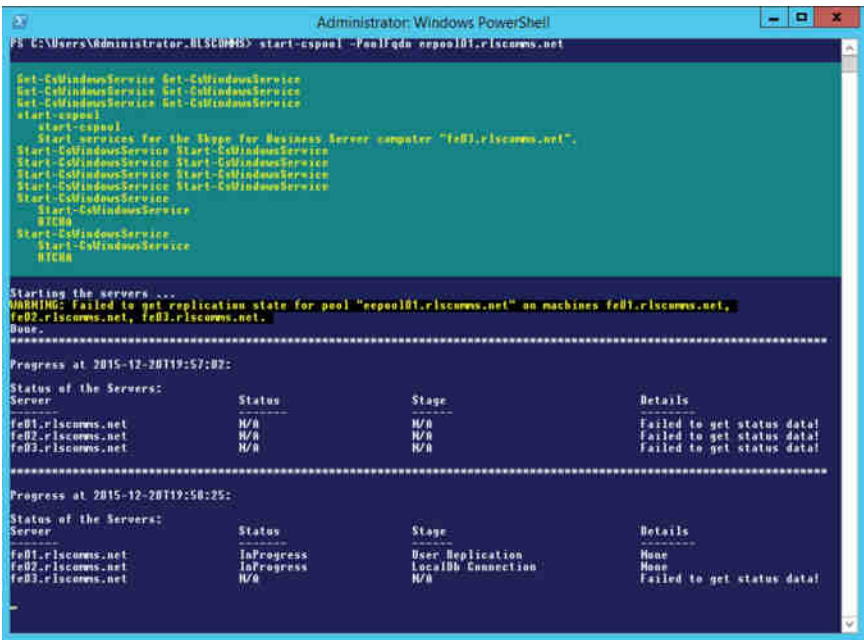 Administrator: Windows PowerShell
PS C:\Users\Administrator.RLSCOMMS> start-cspool -PoolFqdn eepool01.rlscomms.net
Get-CsWindowsService Get-CsWindowsService
Get-CsWindowsService Get-CsWindowsService
Get-CsWindowsService Get-CsWindowsService
start-cspool
start-cspool
Start services for the Skype for Business Server computer "fe03.rlscomms.net".
Start-CsWindowsService Start-CsWindowsService
Start-CsWindowsService Start-CsWindowsService
Start-CsWindowsService Start-CsWindowsService
Start-CsWindowsService Start-CsWindowsService
Start-CsWindowsService
Start-CsWindowsService
RTCHA
Start-CsWindowsService
Start-CsWindowsService
RTCHA
Starting the servers ...
WARNING: Failed to get replication state for pool "eepool01.rlscomms.net" on machines fe01.rlscomms.net,
fe02.rlscomms.net, fe03.rlscomms.net.
Done.
****************************************************************************************************
Progress at 2015-12-20T19:57:02:
Status of the Servers:
Server Status Stage Details
------- ------- ------ --------
fe01.rlscomms.net N/A N/A Failed to get status data!
fe02.rlscomms.net N/A N/A Failed to get status data!
fe03.rlscomms.net N/A N/A Failed to get status data!
****************************************************************************************************
Progress at 2015-12-20T19:58:25:
Status of the Servers:
Server Status Stage Details
------- ------- ------ --------
fe01.rlscomms.net InProgress User Replication None
fe02.rlscomms.net InProgress LocalDb Connection None
fe03.rlscomms.net N/A N/A Failed to get status data!